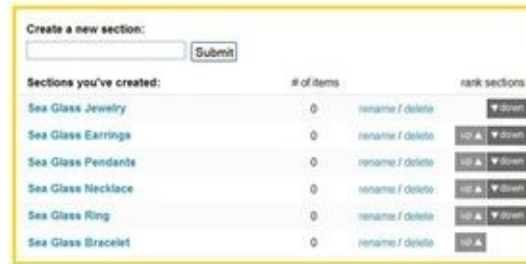 Create a new section:
Submit
Sections you've created: # of items rank sections
Sea Glass Jewelry 0 rename / delete ▼down
Sea Glass Earrings 0 rename / delete up▲ ▼down
Sea Glass Pendants 0 rename / delete up▲ ▼down
Sea Glass Necklace 0 rename / delete up▲ ▼down
Sea Glass Ring 0 rename / delete up▲ ▼down
Sea Glass Bracelet 0 rename / delete up▲